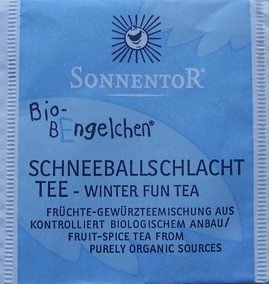 SONNENTOR®
Bio-
BEngelchen®
SCHNEEBALLSCHLACHT
TEE - WINTER FUN TEA
FRÜCHTE-GEWÜRZTEEMISCHUNG AUS
KONTROLLIERT BIOLOGISCHEM ANBAU/
FRUIT-SPICE TEA FROM
PURELY ORGANIC SOURCES